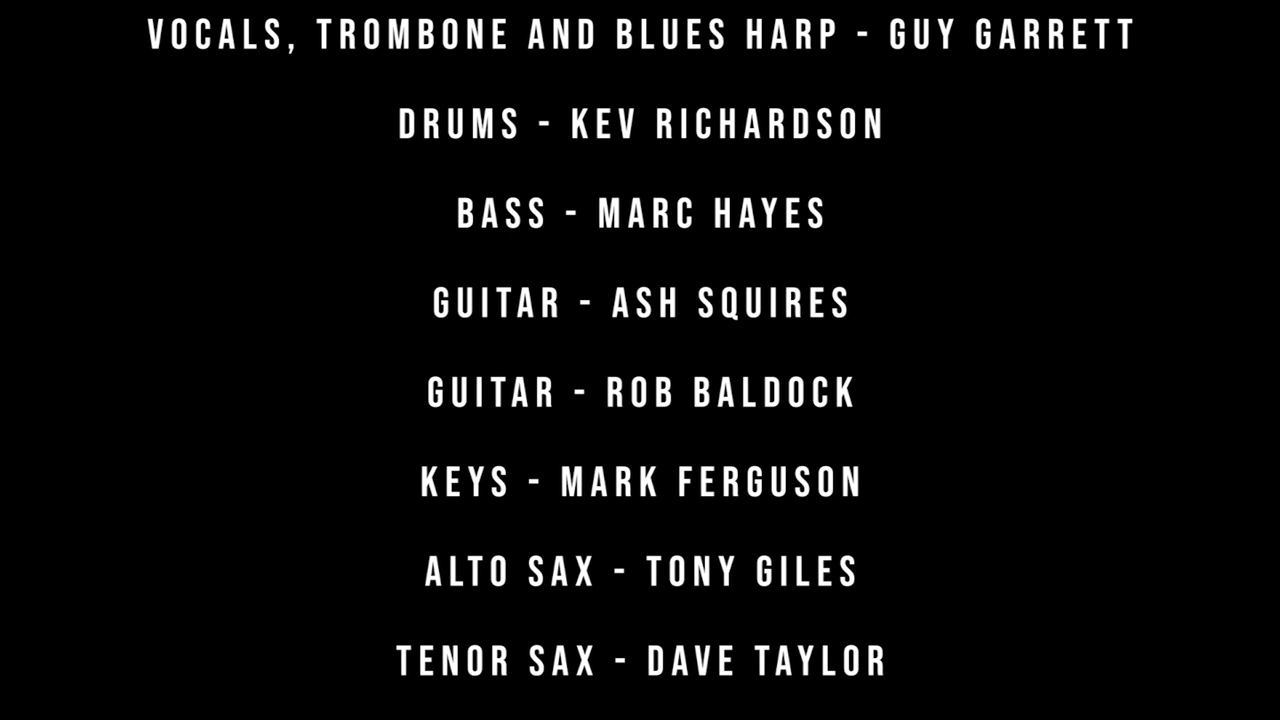 VOCALS, TROMBONE AND BLUES HARP - GUY GARRETT
DRUMS - KEV RICHARDSON
BASS - MARC HAYES
GUITAR - ASH SQUIRES
GUITAR - ROB BALDOCK
KEYS - MARK FERGUSON
ALTO SAX - TONY GILES
TENOR SAX - DAVE TAYLOR